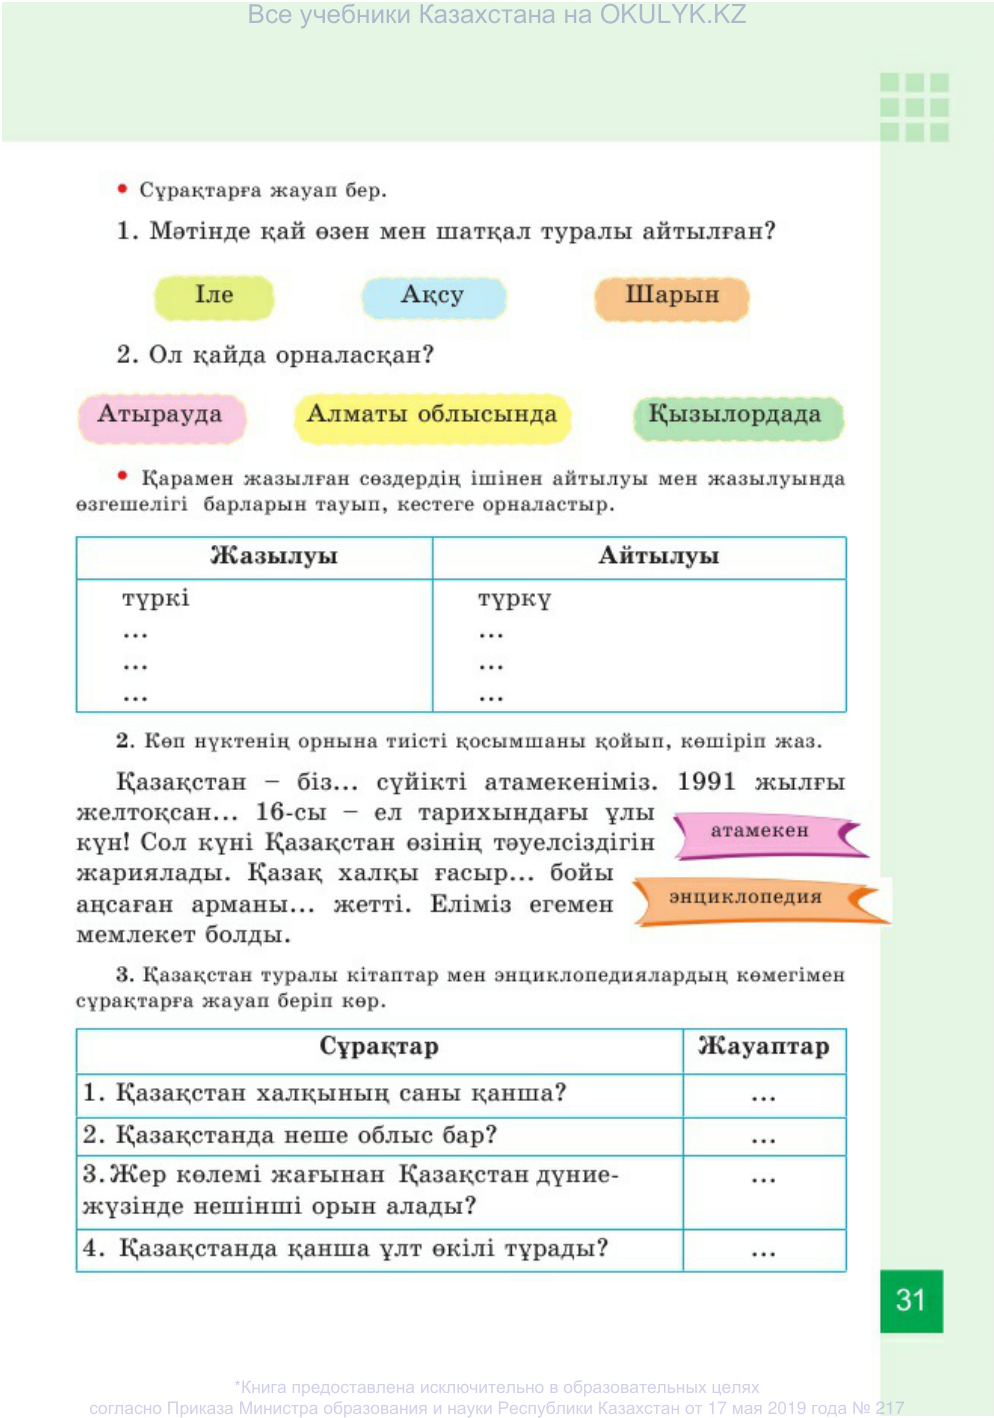 Все учебники Казахстана на OKULYK.KZ
• Сұрақтарға жауап бер.
1. Мәтінде қай өзен мен шатқал туралы айтылған?
Іле Ақсу Шарын
2. Ол қайда орналасқан?
Атырауда Алматы облысында Қызылордада
• Қарамен жазылған сөздердің ішінен айтылуы мен жазылуында
өзгешелігі барларын тауып, кестеге орналастыр.
Жазылуы Айтылуы
түркі түркү
... ...
... ...
... ...
2. Көп нүктенің орнына тиісті қосымшаны қойып, көшіріп жаз.
Қазақстан – біз... сүйікті атамекеніміз. 1991 жылғы
желтоқсан... 16-сы – ел тарихындағы ұлы
күн! Сол күні Қазақстан өзінің тәуелсіздігін
жариялады. Қазақ халқы ғасыр... бойы
аңсаған арманы... жетті. Еліміз егемен
мемлекет болды.
атамекен
энциклопедия
3. Қазақстан туралы кітаптар мен энциклопедиялардың көмегімен
сұрақтарға жауап беріп көр.
Сұрақтар Жауаптар
1. Қазақстан халқының саны қанша? ...
2. Қазақстанда неше облыс бар? ...
3. Жер көлемі жағынан Қазақстан дүние- ...
жүзінде нешінші орын алады?
4. Қазақстанда қанша ұлт өкілі тұрады? ...
31
*Книга предоставлена исключительно в образовательных целях
согласно Приказа Министра образования и науки Республики Казахстан от 17 мая 2019 года № 217